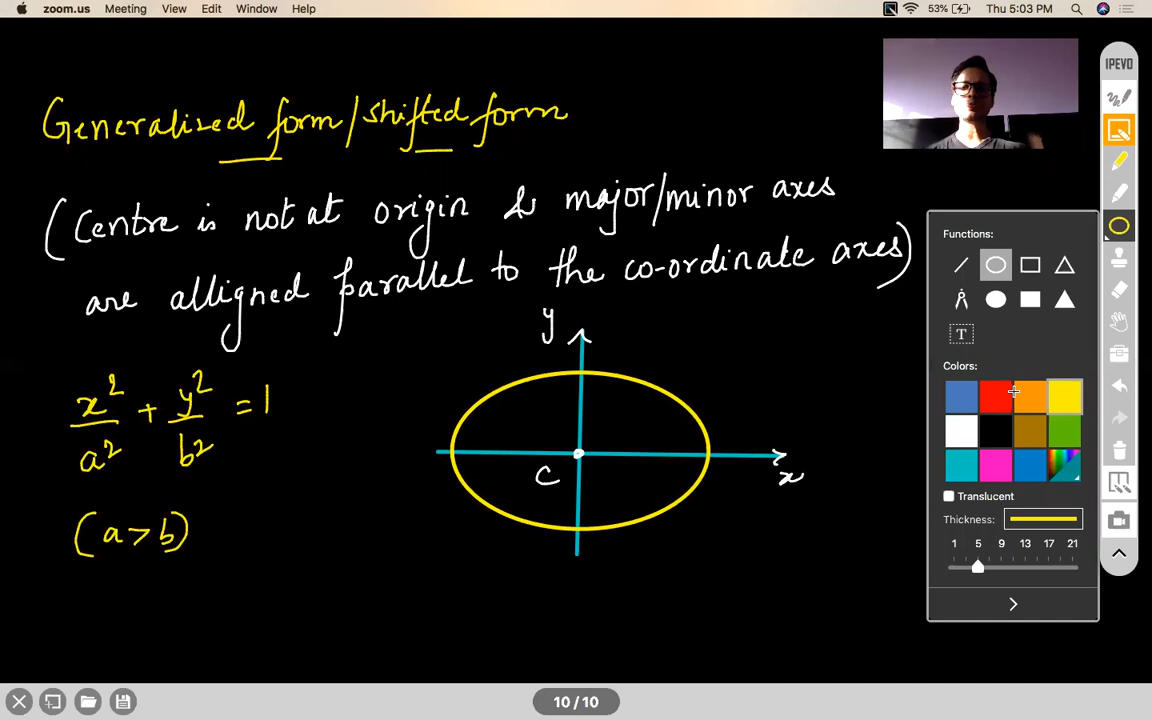 zoom.us Meeting View Edit Window Help 53% Thu 5:03 PM
IPEVO
Generalized form/shifted form
(Centre is not at origin & major/minor axes
are alligned parallel to the co-ordinate axes)
y
x²/a² + y²/b² = 1
C
x
(a > b)
Functions:
T
Colors:
Translucent
Thickness:
1 5 9 13 17 21
10 / 10